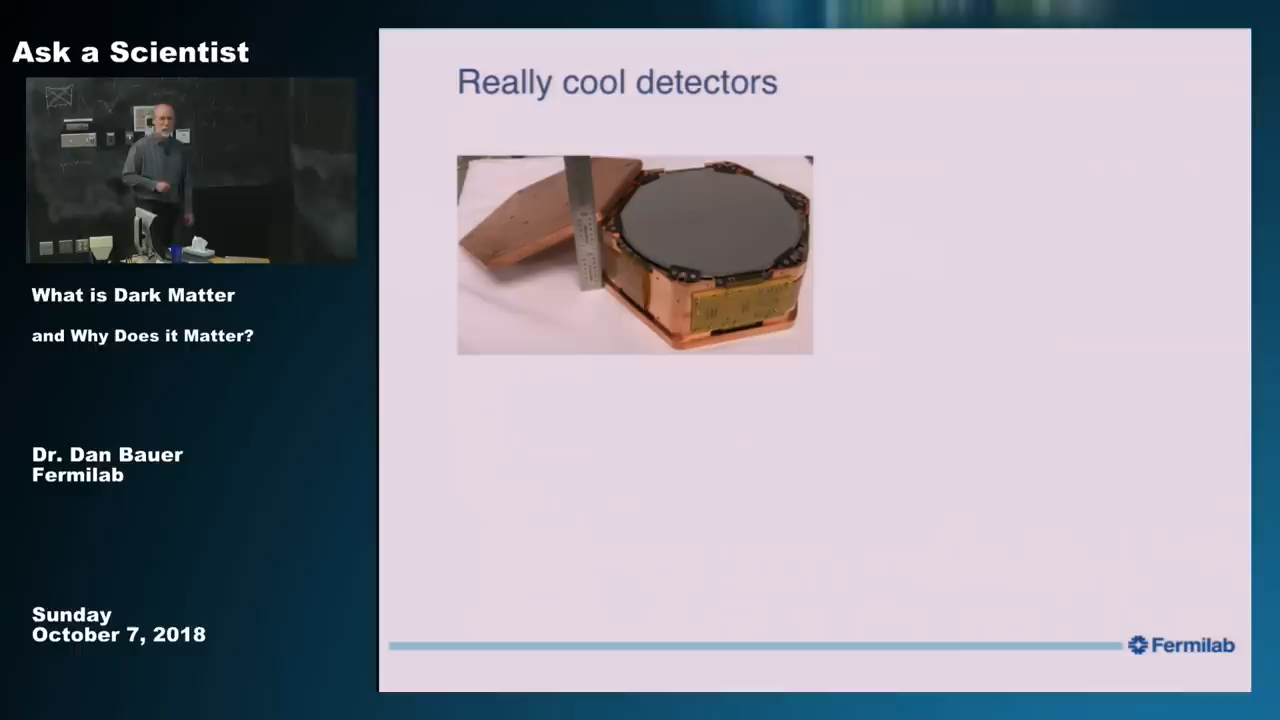 Ask a Scientist
What is Dark Matter
and Why Does it Matter?
Dr. Dan Bauer
Fermilab
Sunday
October 7, 2018
Really cool detectors
Fermilab